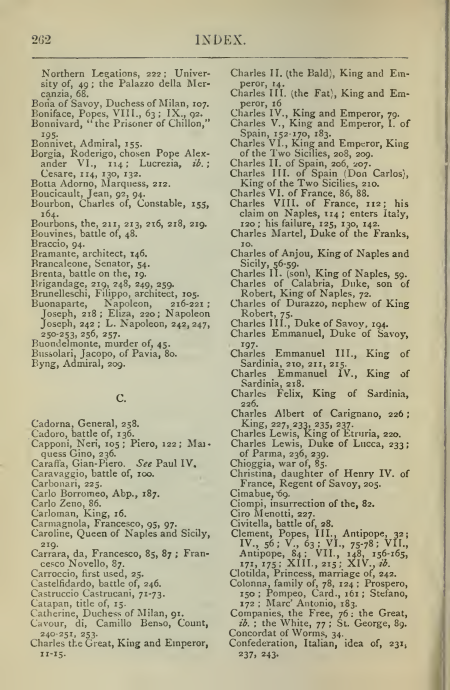 262
INDEX.
Northern Legations, 222; Univer-
sity of, 49; the Palazzo della Mer-
canzia, 68.
Bona of Savoy, Duchess of Milan, 107.
Boniface, Popes, VIII., 63; IX., 92.
Bonnivard, "the Prisoner of Chillon,"
195.
Bonnivet, Admiral, 155.
Borgia, Roderigo, chosen Pope Alex-
ander VI., 114; Lucrezia, ib.;
Cesare, 114, 130, 132.
Botta Adorno, Marquess, 212.
Boucicault, Jean, 92, 94.
Bourbon, Charles of, Constable, 155,
164.
Bourbons, the, 211, 213, 216, 218, 219.
Bouvines, battle of, 48.
Braccio, 94.
Bramante, architect, 146.
Brancaleone, Senator, 54.
Brenta, battle on the, 19.
Brigandage, 219, 248, 249, 259.
Brunelleschi, Filippo, architect, 105.
Buonaparte, Napoleon, 216-221;
Joseph, 218; Eliza, 220; Napoleon
Joseph, 242; L. Napoleon, 242, 247,
250-253, 256, 257.
Buondelmonte, murder of, 45.
Bussolari, Jacopo, of Pavia, 80.
Byng, Admiral, 209.
C.
Cadorna, General, 258.
Cadoro, battle of, 136.
Capponi, Neri, 105; Piero, 122; Mar-
quess Gino, 236.
Caraffa, Gian-Piero. See Paul IV.
Caravaggio, battle of, 100.
Carbonari, 225.
Carlo Borromeo, Abp., 187.
Carlo Zeno, 86.
Carloman, King, 16.
Carmagnola, Francesco, 95, 97.
Caroline, Queen of Naples and Sicily,
219.
Carrara, da, Francesco, 85, 87; Fran-
cesco Novello, 87.
Carroccio, first used, 25.
Castelfidardo, battle of, 246.
Castruccio Castrucani, 71-73.
Catapan, title of, 15.
Catherine, Duchess of Milan, 91.
Cavour, di, Camillo Benso, Count,
240-251, 253.
Charles the Great, King and Emperor,
11-15.
Charles II. (the Bald), King and Em-
peror, 14.
Charles III. (the Fat), King and Em-
peror, 16
Charles IV., King and Emperor, 79.
Charles V., King and Emperor, I. of
Spain, 152-170, 183.
Charles VI., King and Emperor, King
of the Two Sicilies, 208, 209.
Charles II. of Spain, 206, 207.
Charles III. of Spain (Don Carlos),
King of the Two Sicilies, 210.
Charles VI. of France, 86, 88.
Charles VIII. of France, 112; his
claim on Naples, 114; enters Italy,
120; his failure, 125, 130, 142.
Charles Martel, Duke of the Franks,
10.
Charles of Anjou, King of Naples and
Sicily, 56-59.
Charles II. (son), King of Naples, 59.
Charles of Calabria, Duke, son of
Robert, King of Naples, 72.
Charles of Durazzo, nephew of King
Robert, 75.
Charles III., Duke of Savoy, 194.
Charles Emmanuel, Duke of Savoy,
197.
Charles Emmanuel III., King of
Sardinia, 210, 211, 215.
Charles Emmanuel IV., King of
Sardinia, 218.
Charles Felix, King of Sardinia,
226.
Charles Albert of Carignano, 226;
King, 227, 233, 235, 237.
Charles Lewis, King of Etruria, 220.
Charles Lewis, Duke of Lucca, 233;
of Parma, 236, 239.
Chioggia, war of, 85.
Christina, daughter of Henry IV. of
France, Regent of Savoy, 205.
Cimabue, 69.
Ciompi, insurrection of the, 82.
Ciro Menotti, 227.
Civitella, battle of, 28.
Clement, Popes, III., Antipope, 32;
IV., 56; V., 63; VI., 75-78; VII.,
Antipope, 84; VII., 148, 156-165,
171, 175; XIII., 215; XIV., ib.
Clotilda, Princess, marriage of, 242.
Colonna, family of, 78, 124; Prospero,
150; Pompeo, Card., 161; Stefano,
172; Marc' Antonio, 183.
Companies, the Free, 76; the Great,
ib.; the White, 77; St. George, 89.
Concordat of Worms, 34.
Confederation, Italian, idea of, 231,
237, 243.